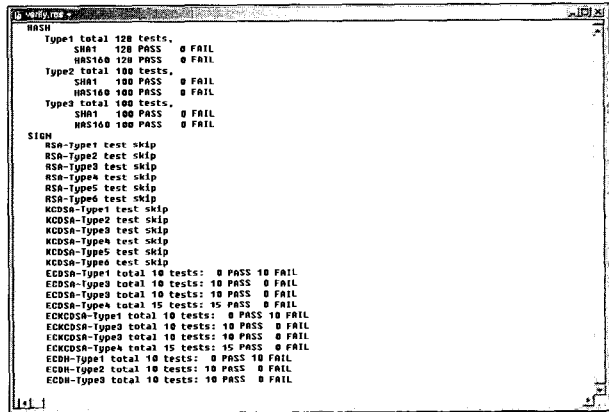 verify.res
HASH
Type1 total 128 tests,
SHA1 128 PASS 0 FAIL
HAS160 128 PASS 0 FAIL
Type2 total 100 tests,
SHA1 100 PASS 0 FAIL
HAS160 100 PASS 0 FAIL
Type3 total 100 tests,
SHA1 100 PASS 0 FAIL
HAS160 100 PASS 0 FAIL
SIGN
RSA-Type1 test skip
RSA-Type2 test skip
RSA-Type3 test skip
RSA-Type4 test skip
RSA-Type5 test skip
RSA-Type6 test skip
KCDSA-Type1 test skip
KCDSA-Type2 test skip
KCDSA-Type3 test skip
KCDSA-Type4 test skip
KCDSA-Type5 test skip
KCDSA-Type6 test skip
ECDSA-Type1 total 10 tests: 0 PASS 10 FAIL
ECDSA-Type3 total 10 tests: 10 PASS 0 FAIL
ECDSA-Type3 total 10 tests: 10 PASS 0 FAIL
ECDSA-Type4 total 15 tests: 15 PASS 0 FAIL
ECKCDSA-Type1 total 10 tests: 0 PASS 10 FAIL
ECKCDSA-Type3 total 10 tests: 10 PASS 0 FAIL
ECKCDSA-Type3 total 10 tests: 10 PASS 0 FAIL
ECKCDSA-Type4 total 15 tests: 15 PASS 0 FAIL
ECDH-Type1 total 10 tests: 0 PASS 10 FAIL
ECDH-Type2 total 10 tests: 10 PASS 0 FAIL
ECDH-Type3 total 10 tests: 10 PASS 0 FAIL